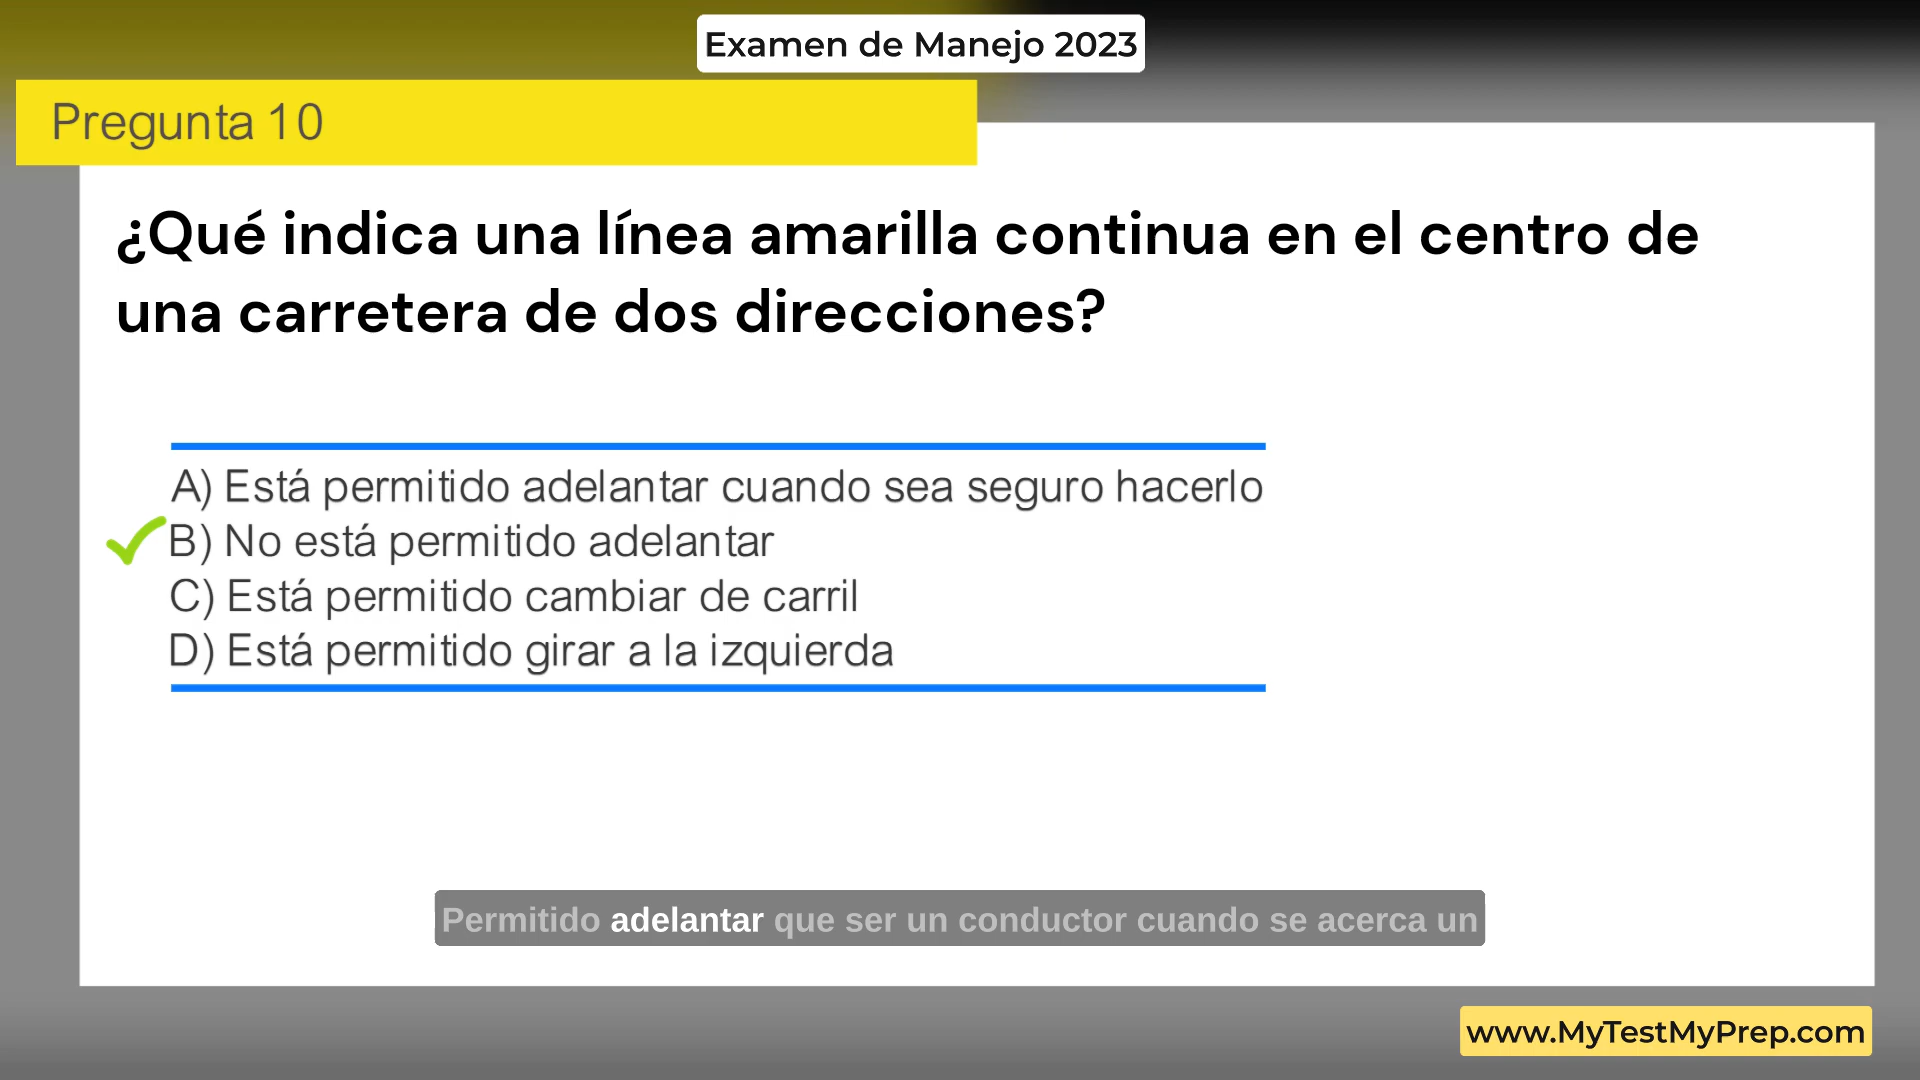 Examen de Manejo 2023
Pregunta 10
¿Qué indica una línea amarilla continua en el centro de
una carretera de dos direcciones?
A) Está permitido adelantar cuando sea seguro hacerlo
B) No está permitido adelantar
C) Está permitido cambiar de carril
D) Está permitido girar a la izquierda
Permitido adelantar que ser un conductor cuando se acerca un
www.MyTestMyPrep.com